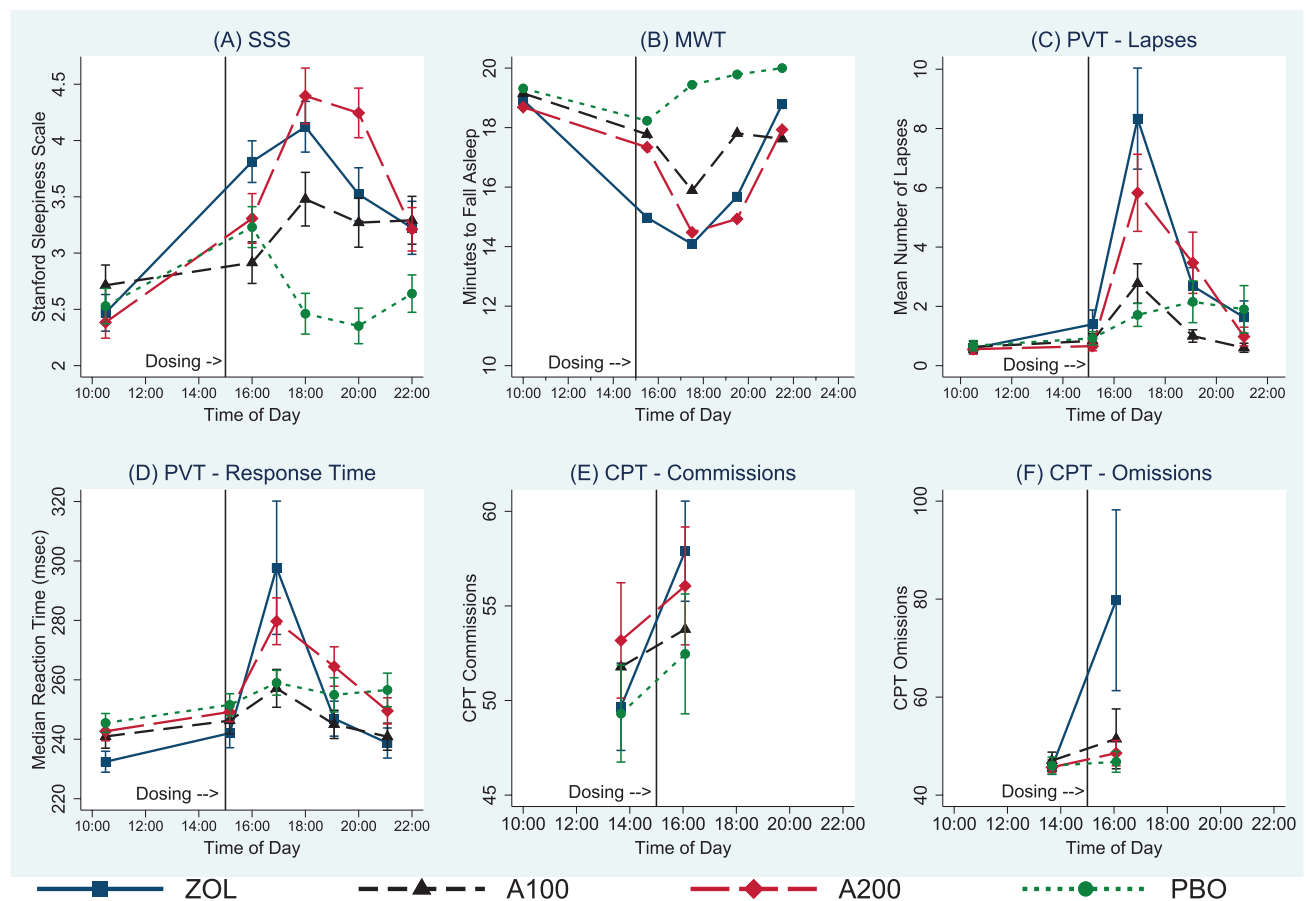 (A) SSS
Stanford Sleepiness Scale
4.5
4
3.5
3
2.5
2
Dosing -->
10:00 12:00 14:00 16:00 18:00 20:00 22:00
Time of Day
(B) MWT
Minutes to Fall Asleep
20
18
16
14
12
10
Dosing -->
10:00 12:00 14:00 16:00 18:00 20:00 22:00 24:00
Time of Day
(C) PVT - Lapses
Mean Number of Lapses
10
8
6
4
2
0
Dosing -->
10:00 12:00 14:00 16:00 18:00 20:00 22:00
Time of Day
(D) PVT - Response Time
Median Reaction Time (msec)
320
300
280
260
240
220
Dosing -->
10:00 12:00 14:00 16:00 18:00 20:00 22:00
Time of Day
(E) CPT - Commissions
CPT Commissions
60
55
50
45
Dosing -->
10:00 12:00 14:00 16:00 18:00 20:00 22:00
Time of Day
(F) CPT - Omissions
CPT Omissions
100
80
60
40
Dosing -->
10:00 12:00 14:00 16:00 18:00 20:00 22:00
Time of Day
ZOL A100 A200 PBO